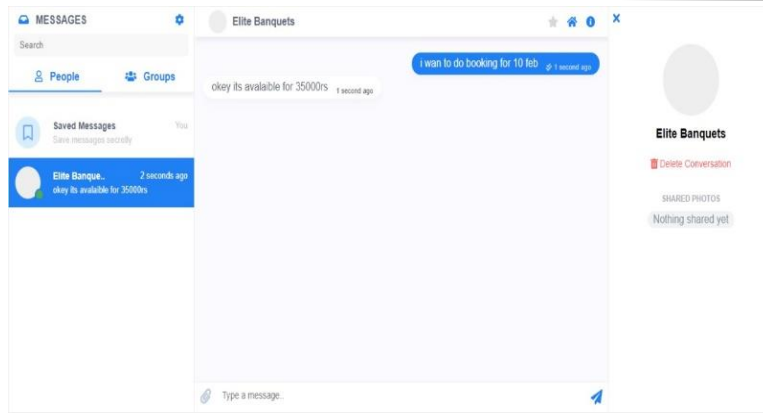 MESSAGES
Search
People
Groups
Saved Messages
You
Save messages secretly
Elite Banque..
2 seconds ago
okey its avalaible for 35000rs
Elite Banquets
i wan to do booking for 10 feb
1 second ago
okey its avalaible for 35000rs
1 second ago
Type a message..
X
Elite Banquets
Delete Conversation
SHARED PHOTOS
Nothing shared yet